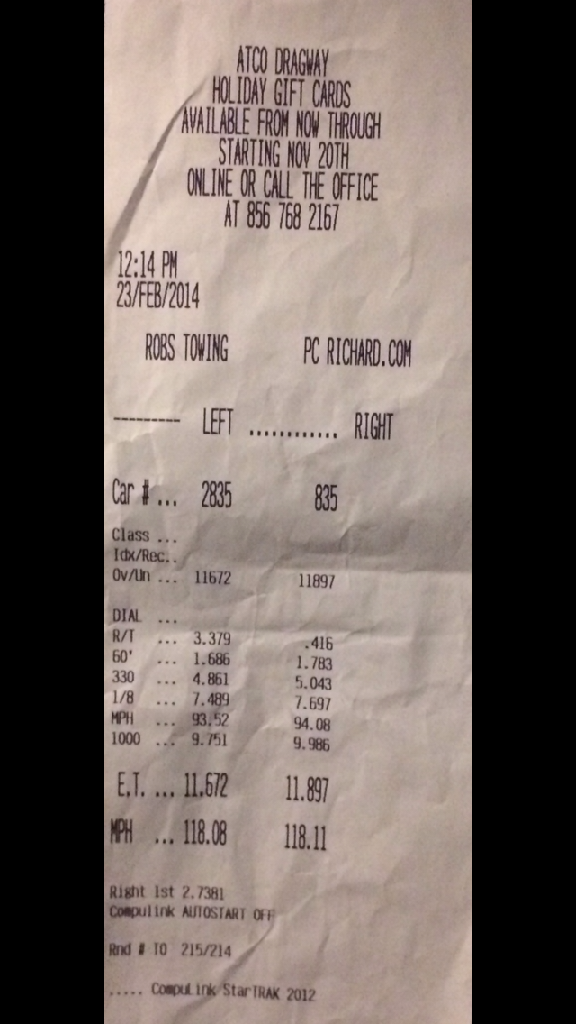 ATCO DRAGWAY
HOLIDAY GIFT CARDS
AVAILABLE FROM NOW THROUGH
STARTING NOV 20TH
ONLINE OR CALL THE OFFICE
AT 856 768 2167
12:14 PM
23/FEB/2014
ROBS TOWING PC RICHARD.COM
--------- LEFT ............ RIGHT
Car # ... 2835 835
Class ...
Idx/Rec..
Ov/Un ... 11672 11897
DIAL ...
R/T ... 3.379 .416
60' ... 1.686 1.783
330 ... 4.861 5.043
1/8 ... 7.489 7.697
MPH ... 93.52 94.08
1000 ... 9.751 9.986
E.T. ... 11.672 11.897
MPH ... 118.08 118.11
Right 1st 2.7381
CompuLink AUTOSTART OFF
Rnd # TO 215/214
..... CompuLink StarTRAK 2012